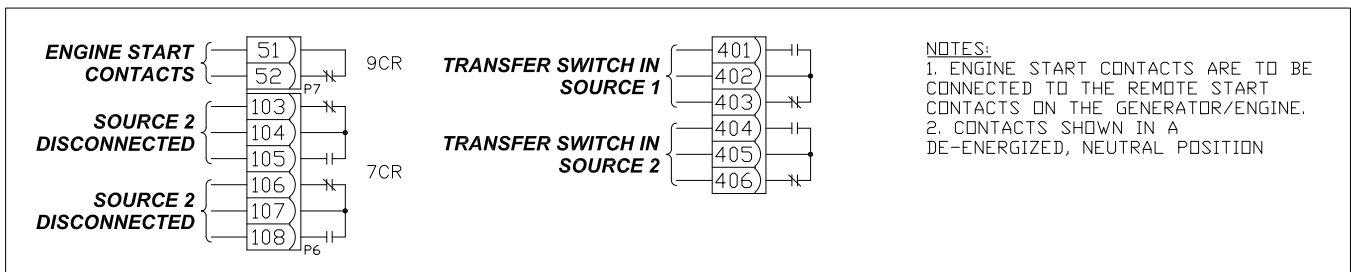 ENGINE START
CONTACTS
51
52
P7
9CR
SOURCE 2
DISCONNECTED
103
104
105
7CR
SOURCE 2
DISCONNECTED
106
107
108
P6
TRANSFER SWITCH IN
SOURCE 1
401
402
403
TRANSFER SWITCH IN
SOURCE 2
404
405
406
NOTES:
1. ENGINE START CONTACTS ARE TO BE
CONNECTED TO THE REMOTE START
CONTACTS ON THE GENERATOR/ENGINE.
2. CONTACTS SHOWN IN A
DE-ENERGIZED, NEUTRAL POSITION